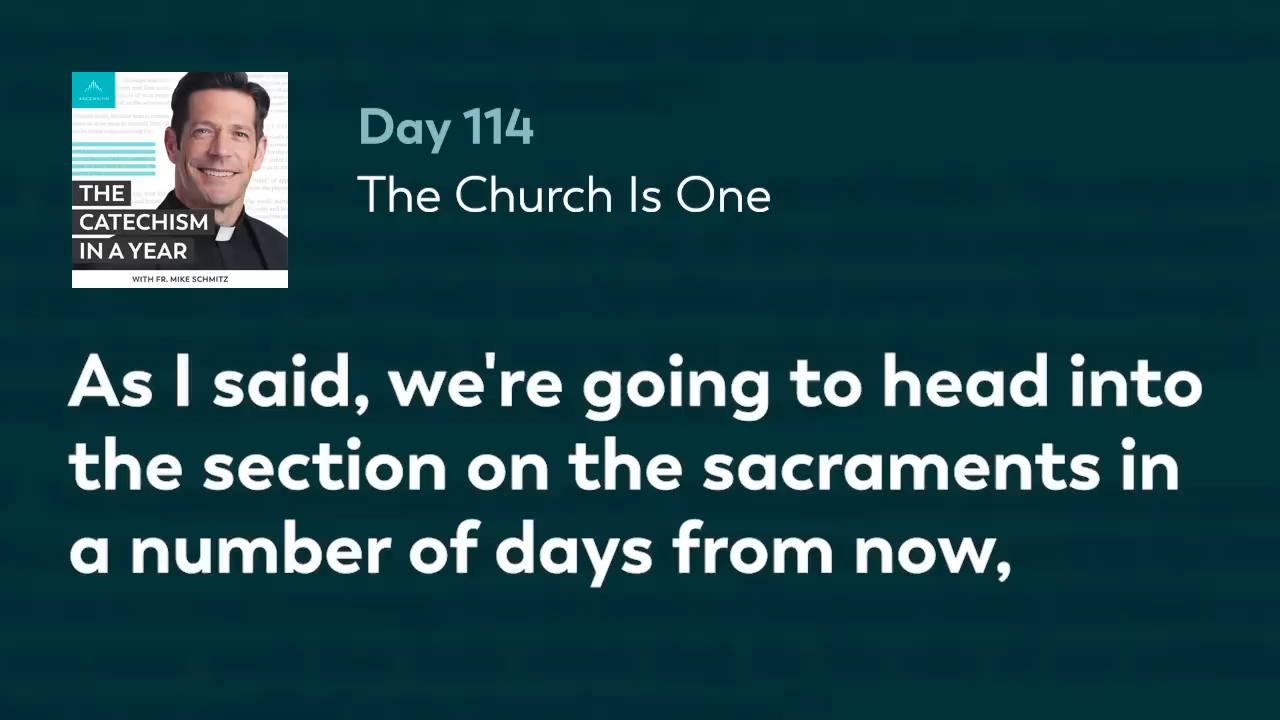 ASCENSION
THE
CATECHISM
IN A YEAR
WITH FR. MIKE SCHMITZ
Day 114
The Church Is One
As I said, we're going to head into
the section on the sacraments in
a number of days from now,